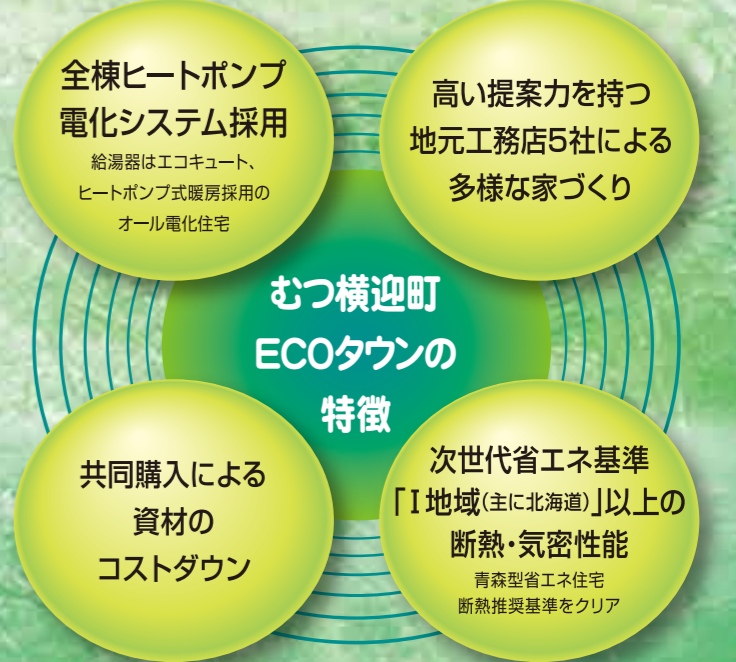 全棟ヒートポンプ
電化システム採用
給湯器はエコキュート、
ヒートポンプ式暖房採用の
オール電化住宅
高い提案力を持つ
地元工務店5社による
多様な家づくり
むつ横迎町
ECOタウンの
特徴
共同購入による
資材の
コストダウン
次世代省エネ基準
「Ⅰ地域(主に北海道)」以上の
断熱・気密性能
青森型省エネ住宅
断熱推奨基準をクリア